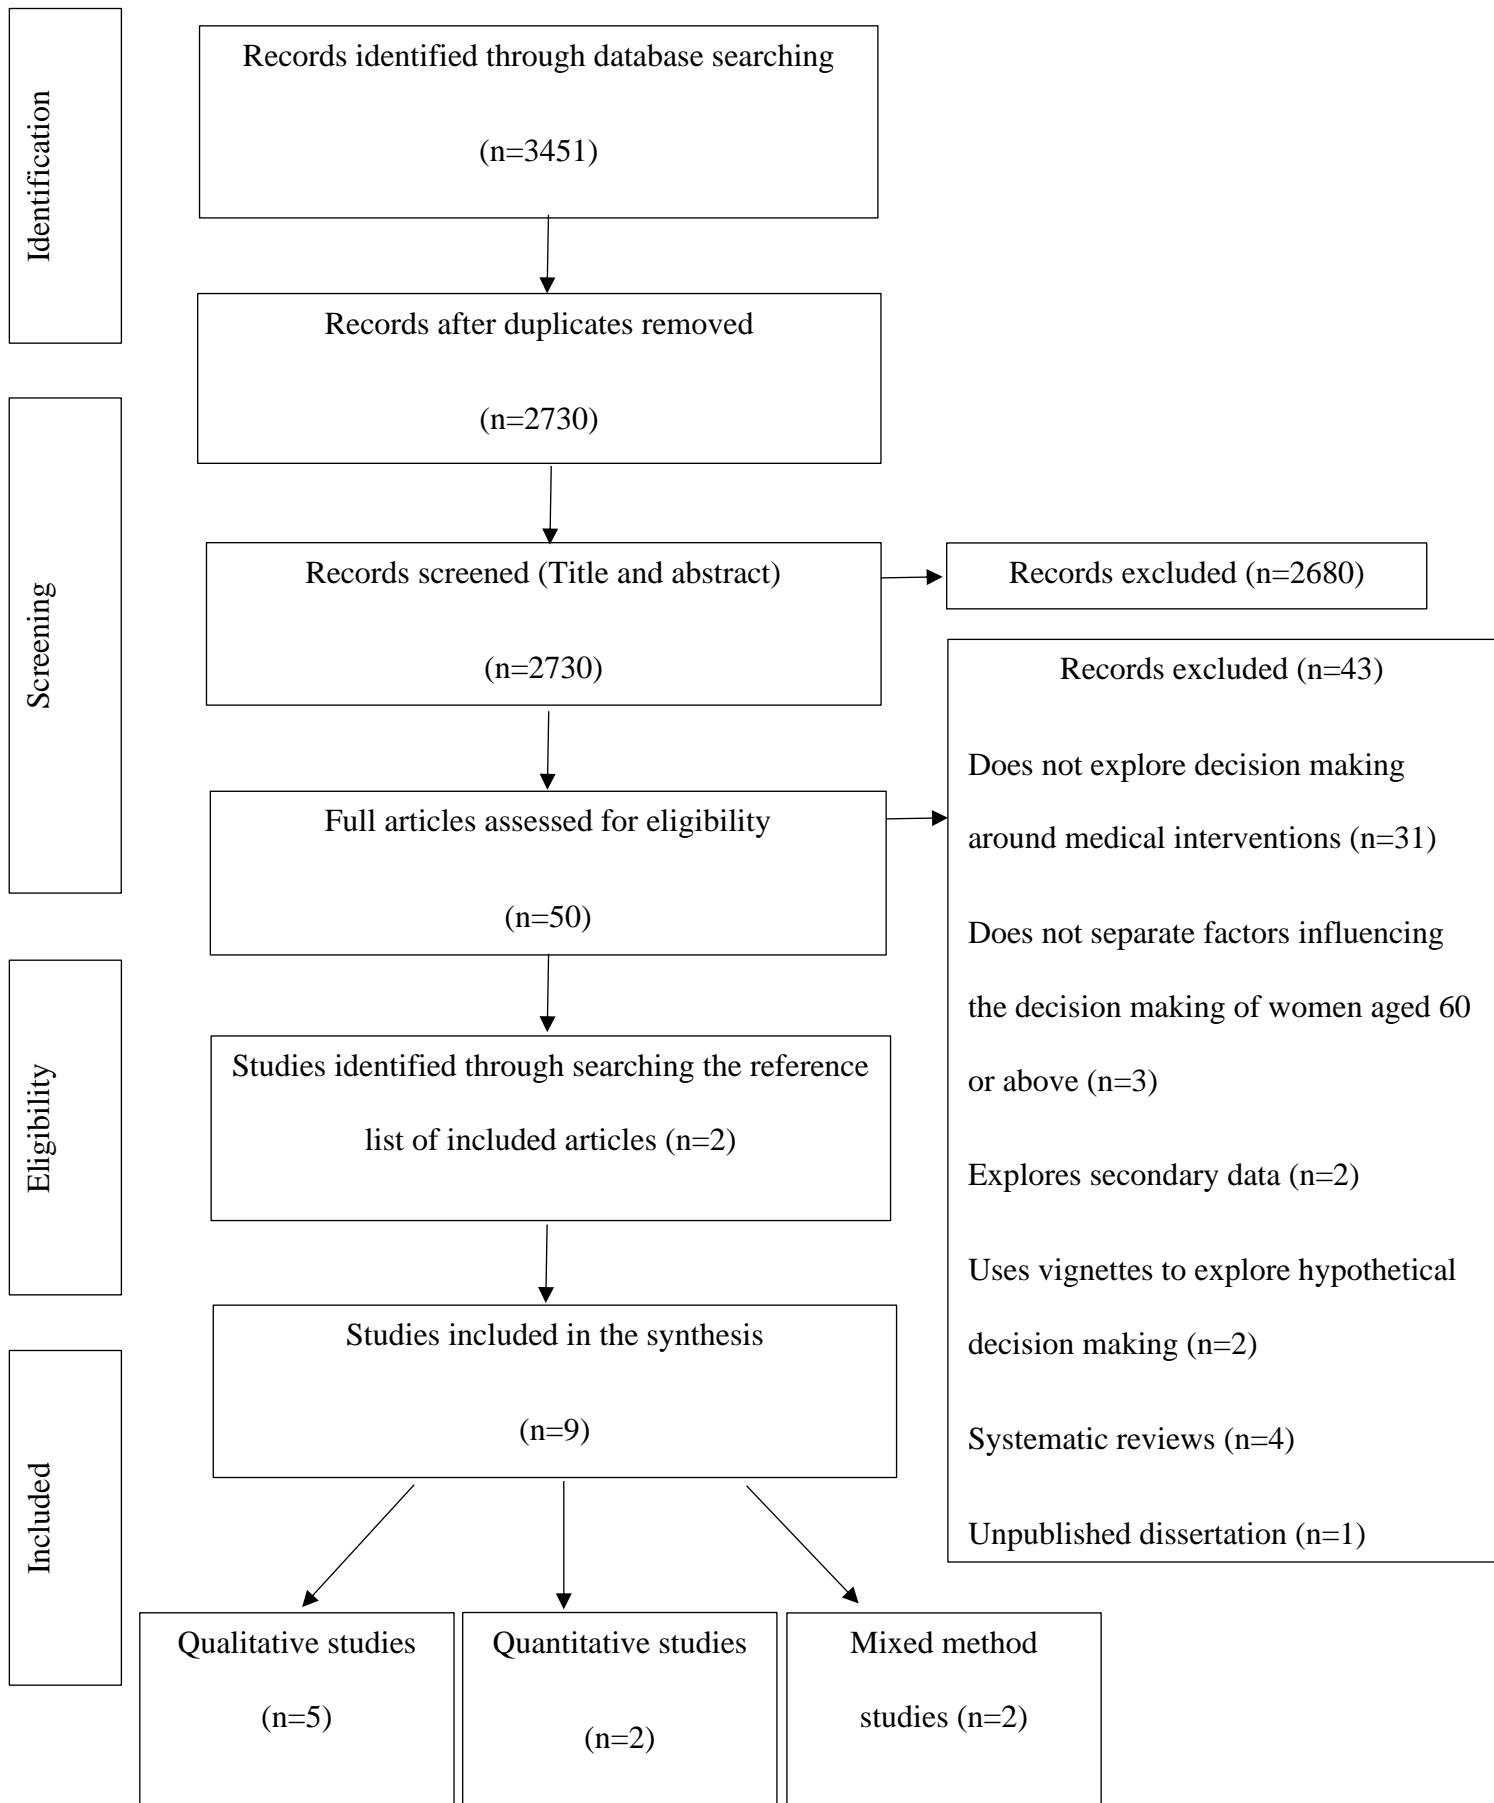 Identification
Records identified through database searching
(n=3451)
Records after duplicates removed
(n=2730)
Screening
Records screened (Title and abstract)
(n=2730)
Records excluded (n=2680)
Full articles assessed for eligibility
(n=50)
Records excluded (n=43)
Does not explore decision making
around medical interventions (n=31)
Does not separate factors influencing
the decision making of women aged 60
or above (n=3)
Explores secondary data (n=2)
Uses vignettes to explore hypothetical
decision making (n=2)
Systematic reviews (n=4)
Unpublished dissertation (n=1)
Eligibility
Studies identified through searching the reference
list of included articles (n=2)
Included
Studies included in the synthesis
(n=9)
Qualitative studies
(n=5)
Quantitative studies
(n=2)
Mixed method
studies (n=2)